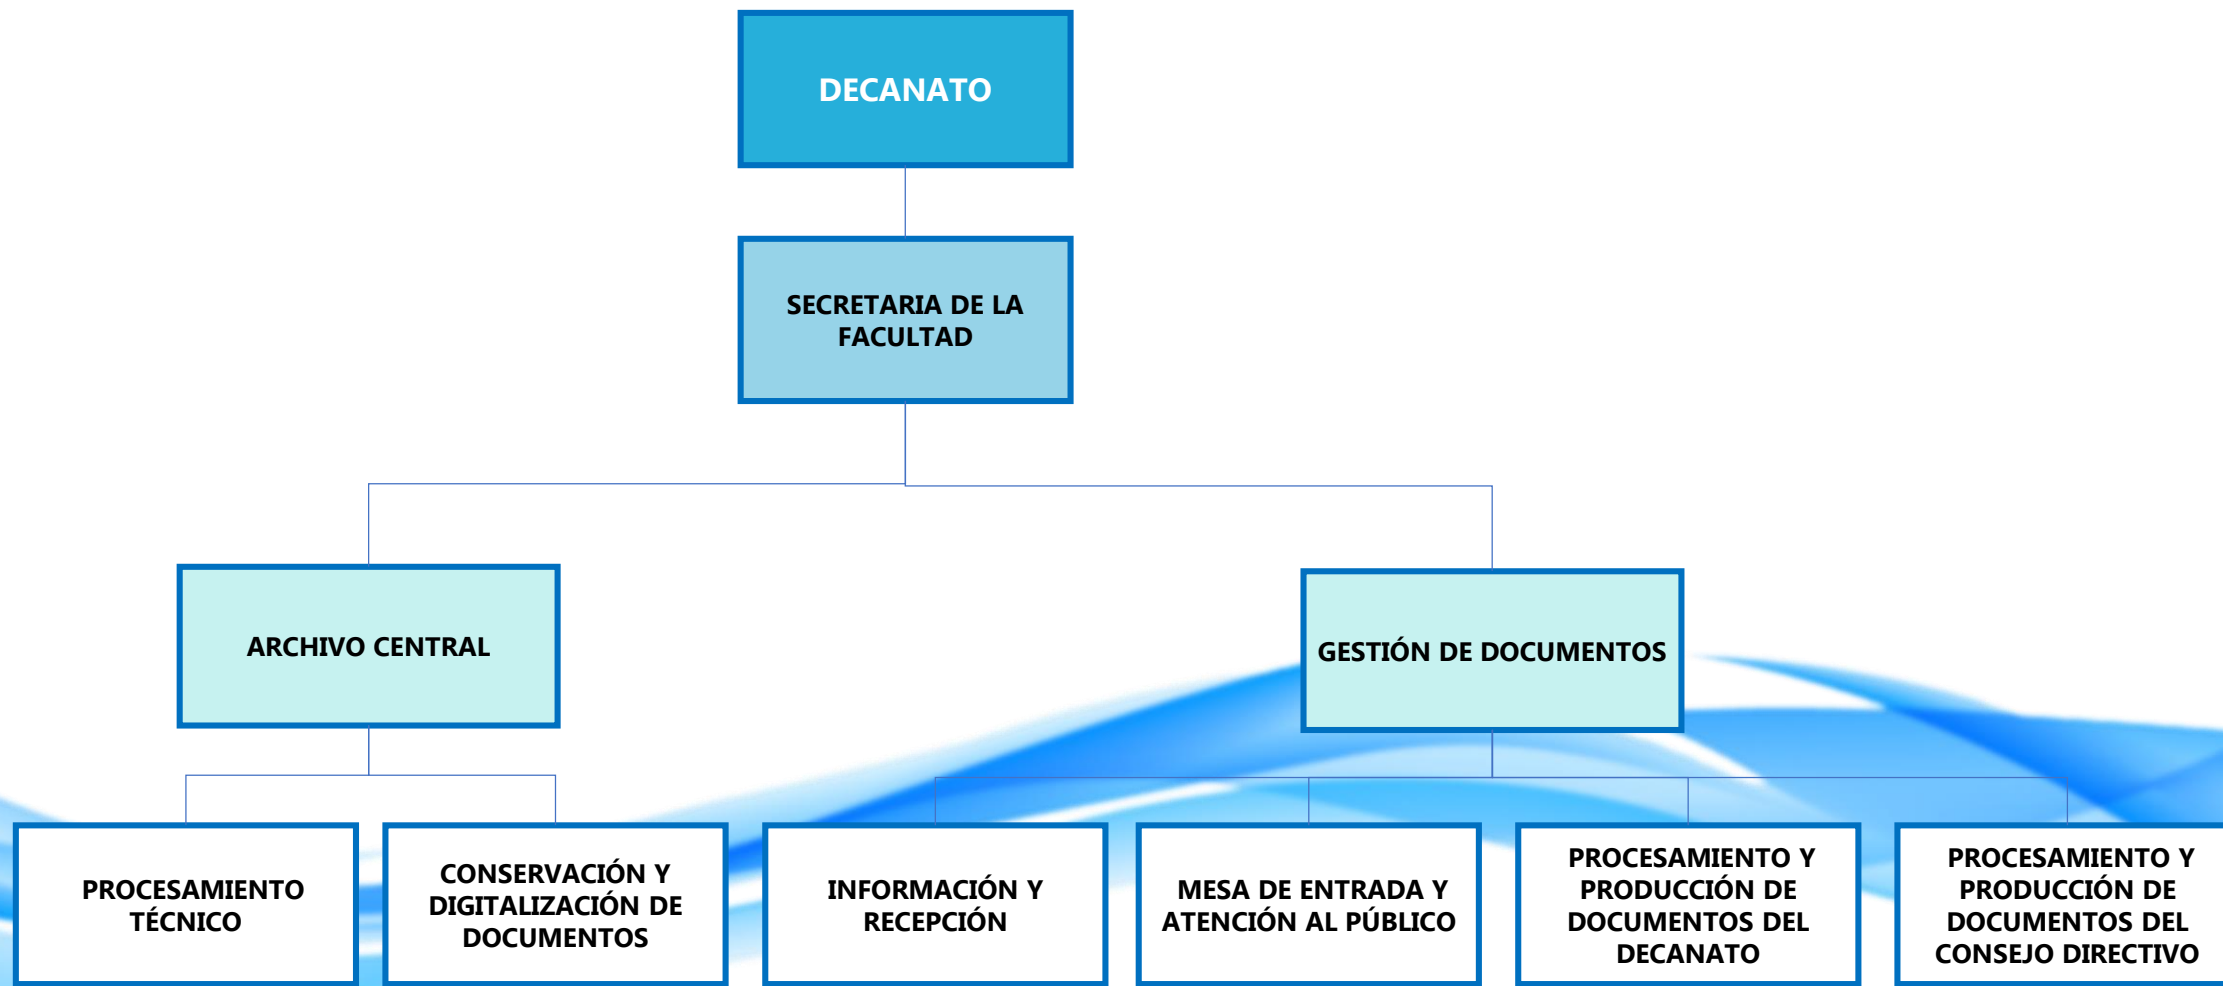 DECANATO
SECRETARIA DE LA
FACULTAD
ARCHIVO CENTRAL
GESTIÓN DE DOCUMENTOS
PROCESAMIENTO
TÉCNICO
CONSERVACIÓN Y
DIGITALIZACIÓN DE
DOCUMENTOS
INFORMACIÓN Y
RECEPCIÓN
MESA DE ENTRADA Y
ATENCIÓN AL PÚBLICO
PROCESAMIENTO Y
PRODUCCIÓN DE
DOCUMENTOS DEL
DECANATO
PROCESAMIENTO Y
PRODUCCIÓN DE
DOCUMENTOS DEL
CONSEJO DIRECTIVO